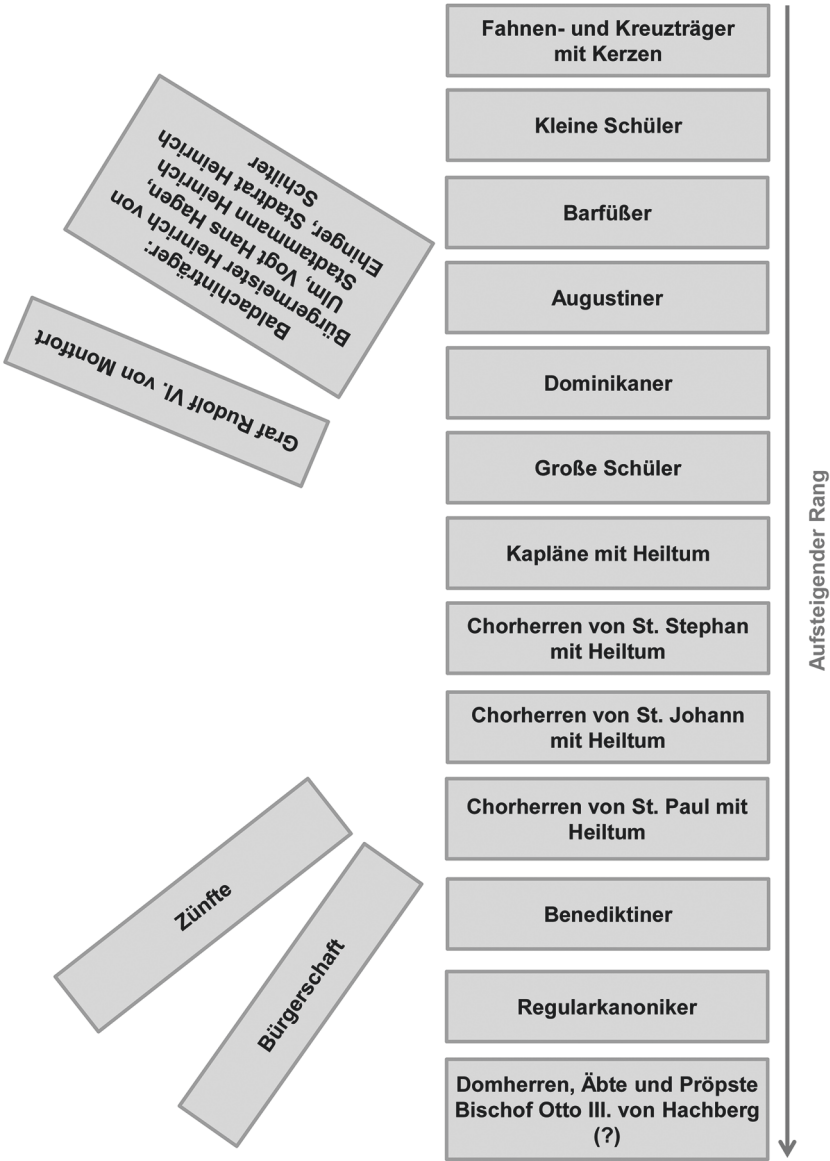 Fahnen- und Kreuzträger
mit Kerzen
Kleine Schüler
Barfüßer
Augustiner
Dominikaner
Große Schüler
Kapläne mit Heiltum
Chorherren von St. Stephan
mit Heiltum
Chorherren von St. Johann
mit Heiltum
Chorherren von St. Paul mit
Heiltum
Benediktiner
Regularkanoniker
Domherren, Äbte und Pröpste
Bischof Otto III. von Hachberg
(?)
Bürgerschaft
Zünfte
Graf Rudolf VI. von Montfort
Baldachinträger:
Bürgermeister Heinrich von
Ulm, Vogt Hans Hagen,
Stadtammann Heinrich
Ehinger, Stadtrat Heinrich
Schilter
Aufsteigender Rang